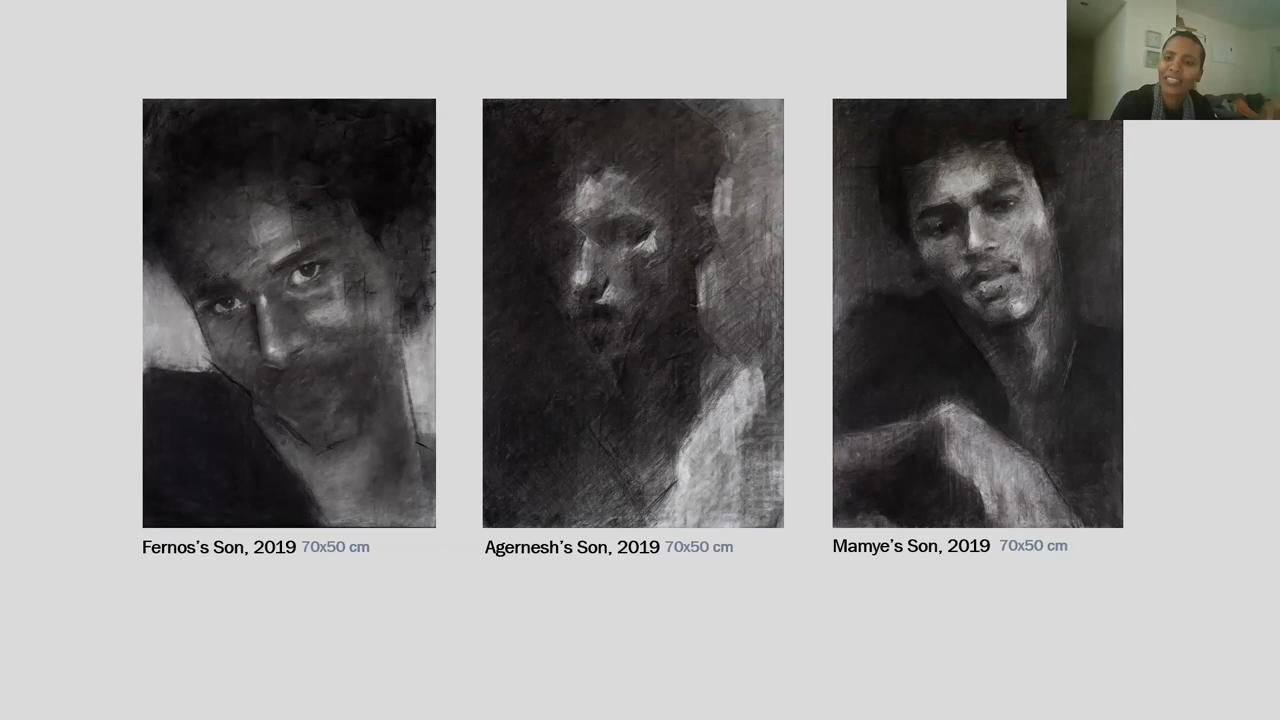 Fernos's Son, 2019 70x50 cm
Agernesh's Son, 2019 70x50 cm
Mamye's Son, 2019 70x50 cm